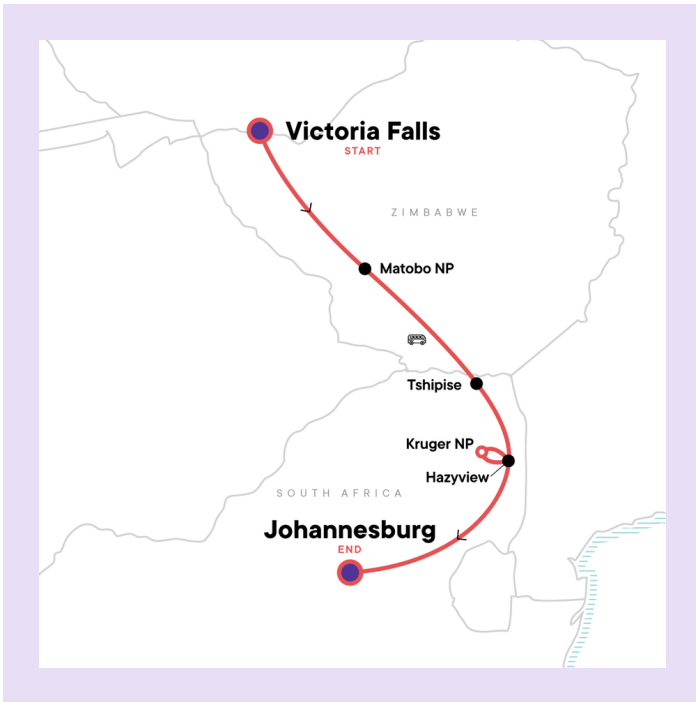 Victoria Falls
START
ZIMBABWE
Matobo NP
Tshipise
Kruger NP
Hazyview
SOUTH AFRICA
Johannesburg
END